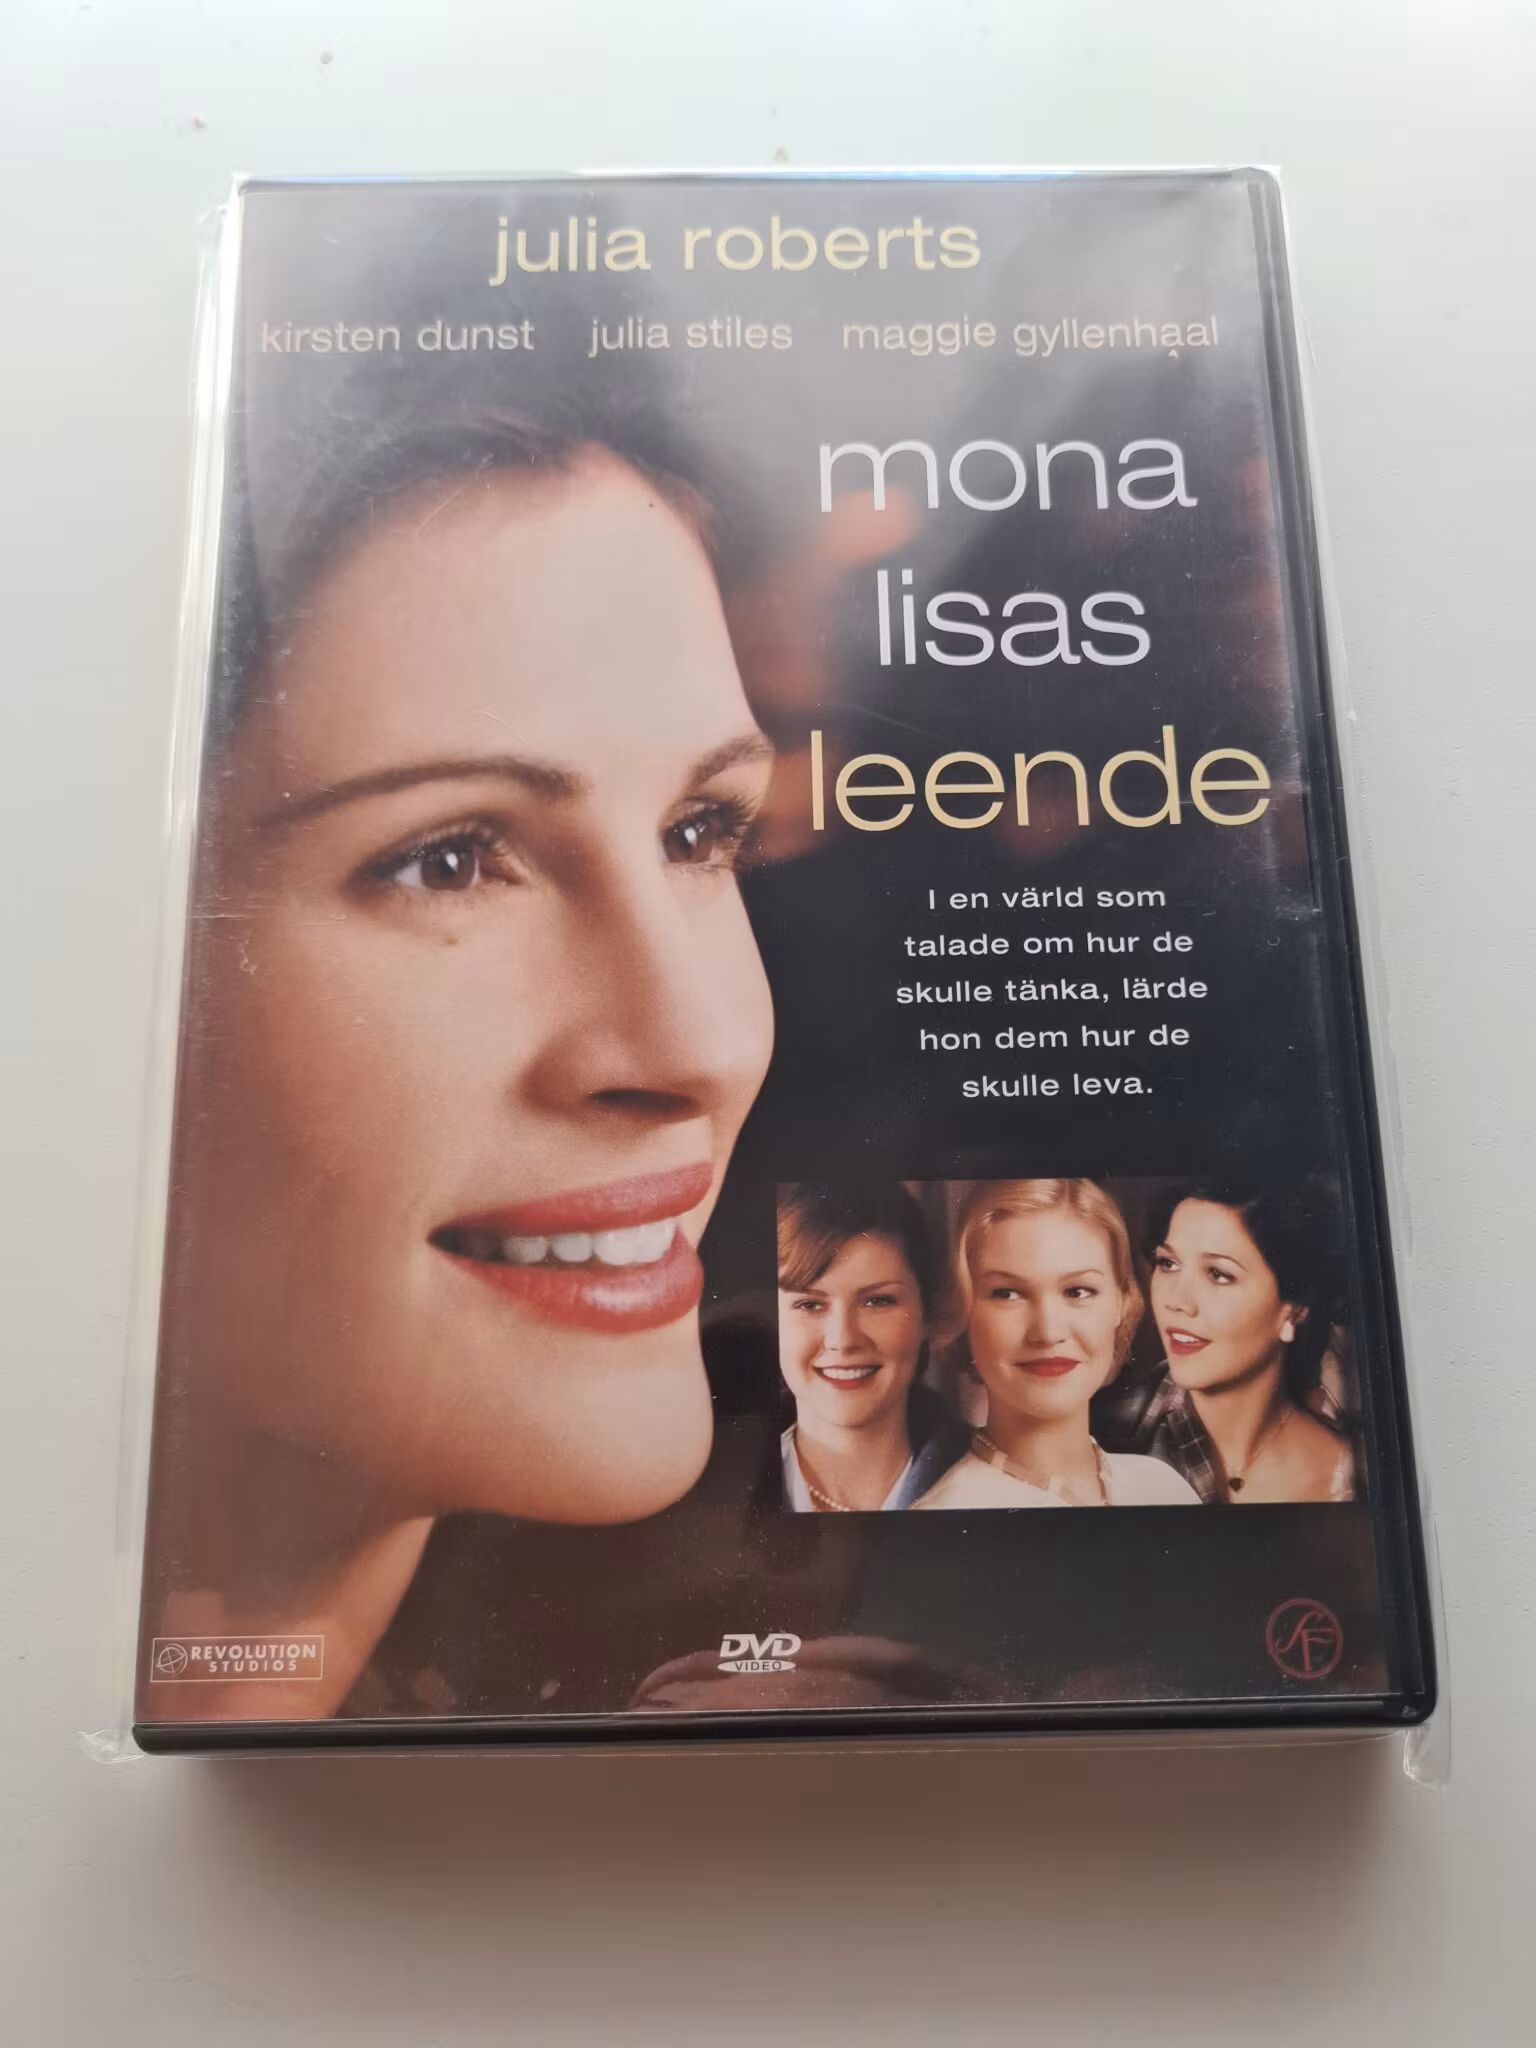 julia roberts
kirsten dunst julia stiles maggie gyllenhaal
mona
lisas
leende
I en värld som
talade om hur de
skulle tänka, lärde
hon dem hur de
skulle leva.
REVOLUTION
STUDIOS
DVD
VIDEO
SF